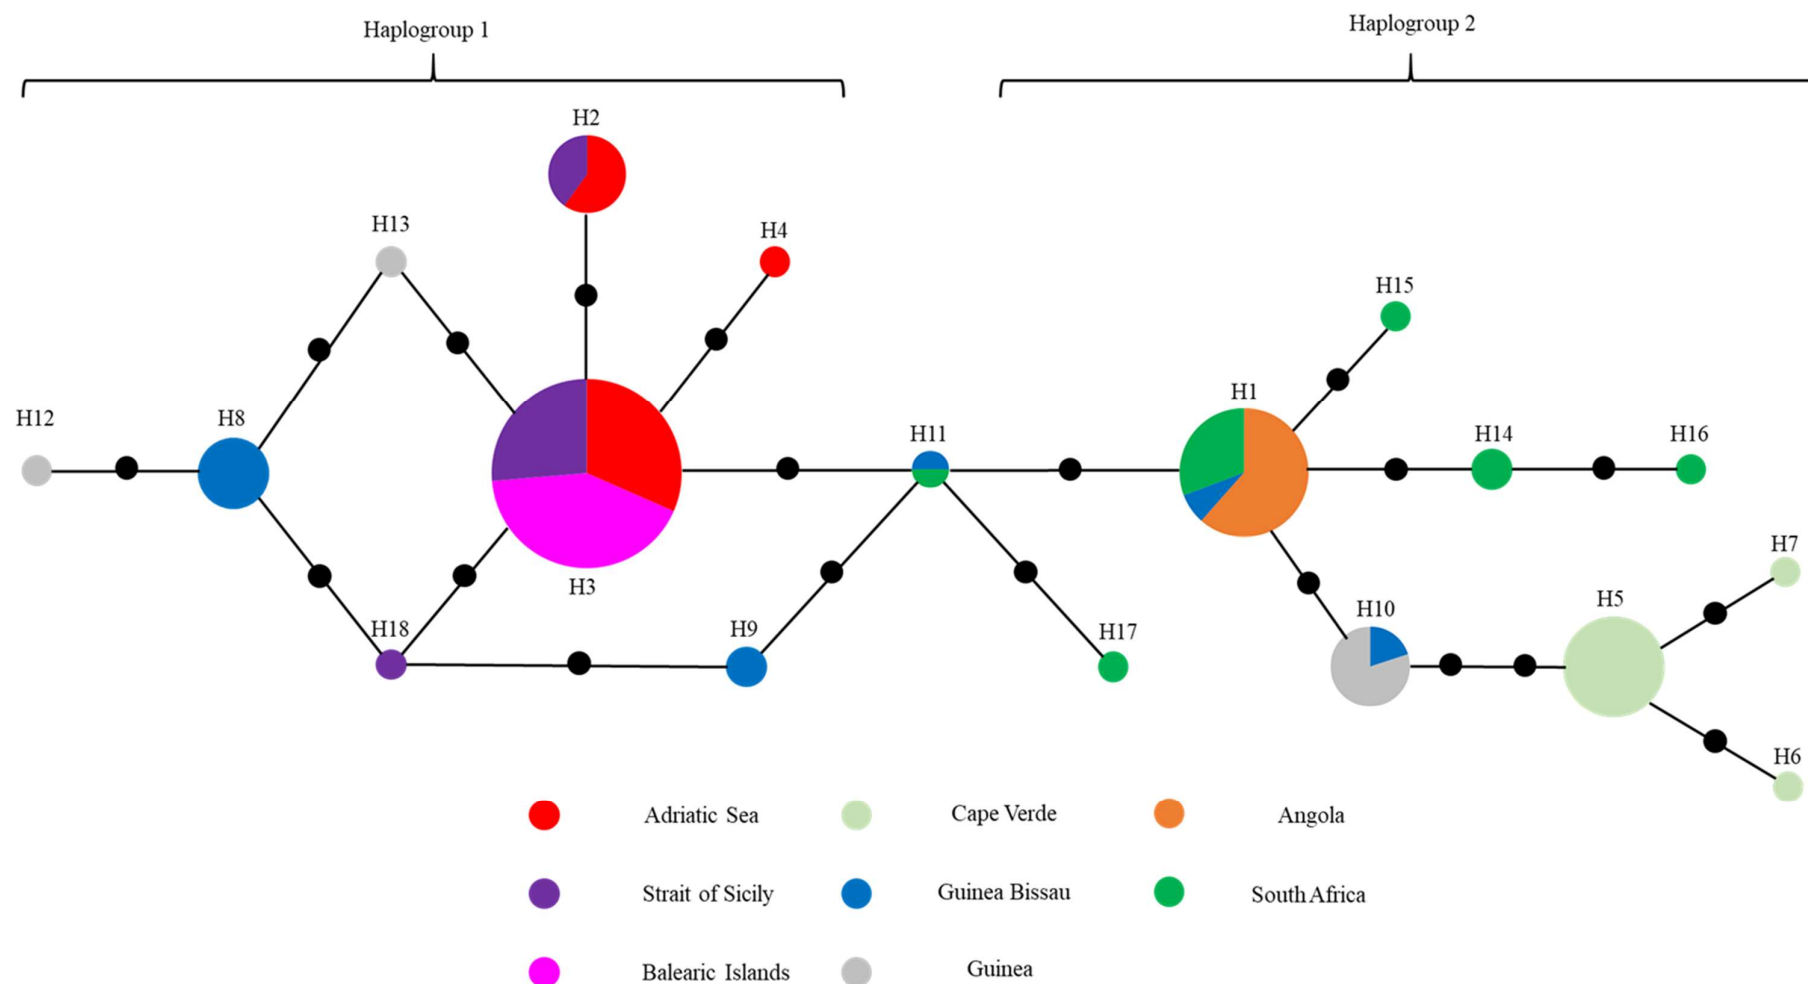 Haplogroup 1
Haplogroup 2
H2
H13
H4
H15
H12
H8
H11
H1
H14
H16
H3
H7
H18
H9
H17
H10
H5
H6
Adriatic Sea
Cape Verde
Angola
Strait of Sicily
Guinea Bissau
South Africa
Balearic Islands
Guinea